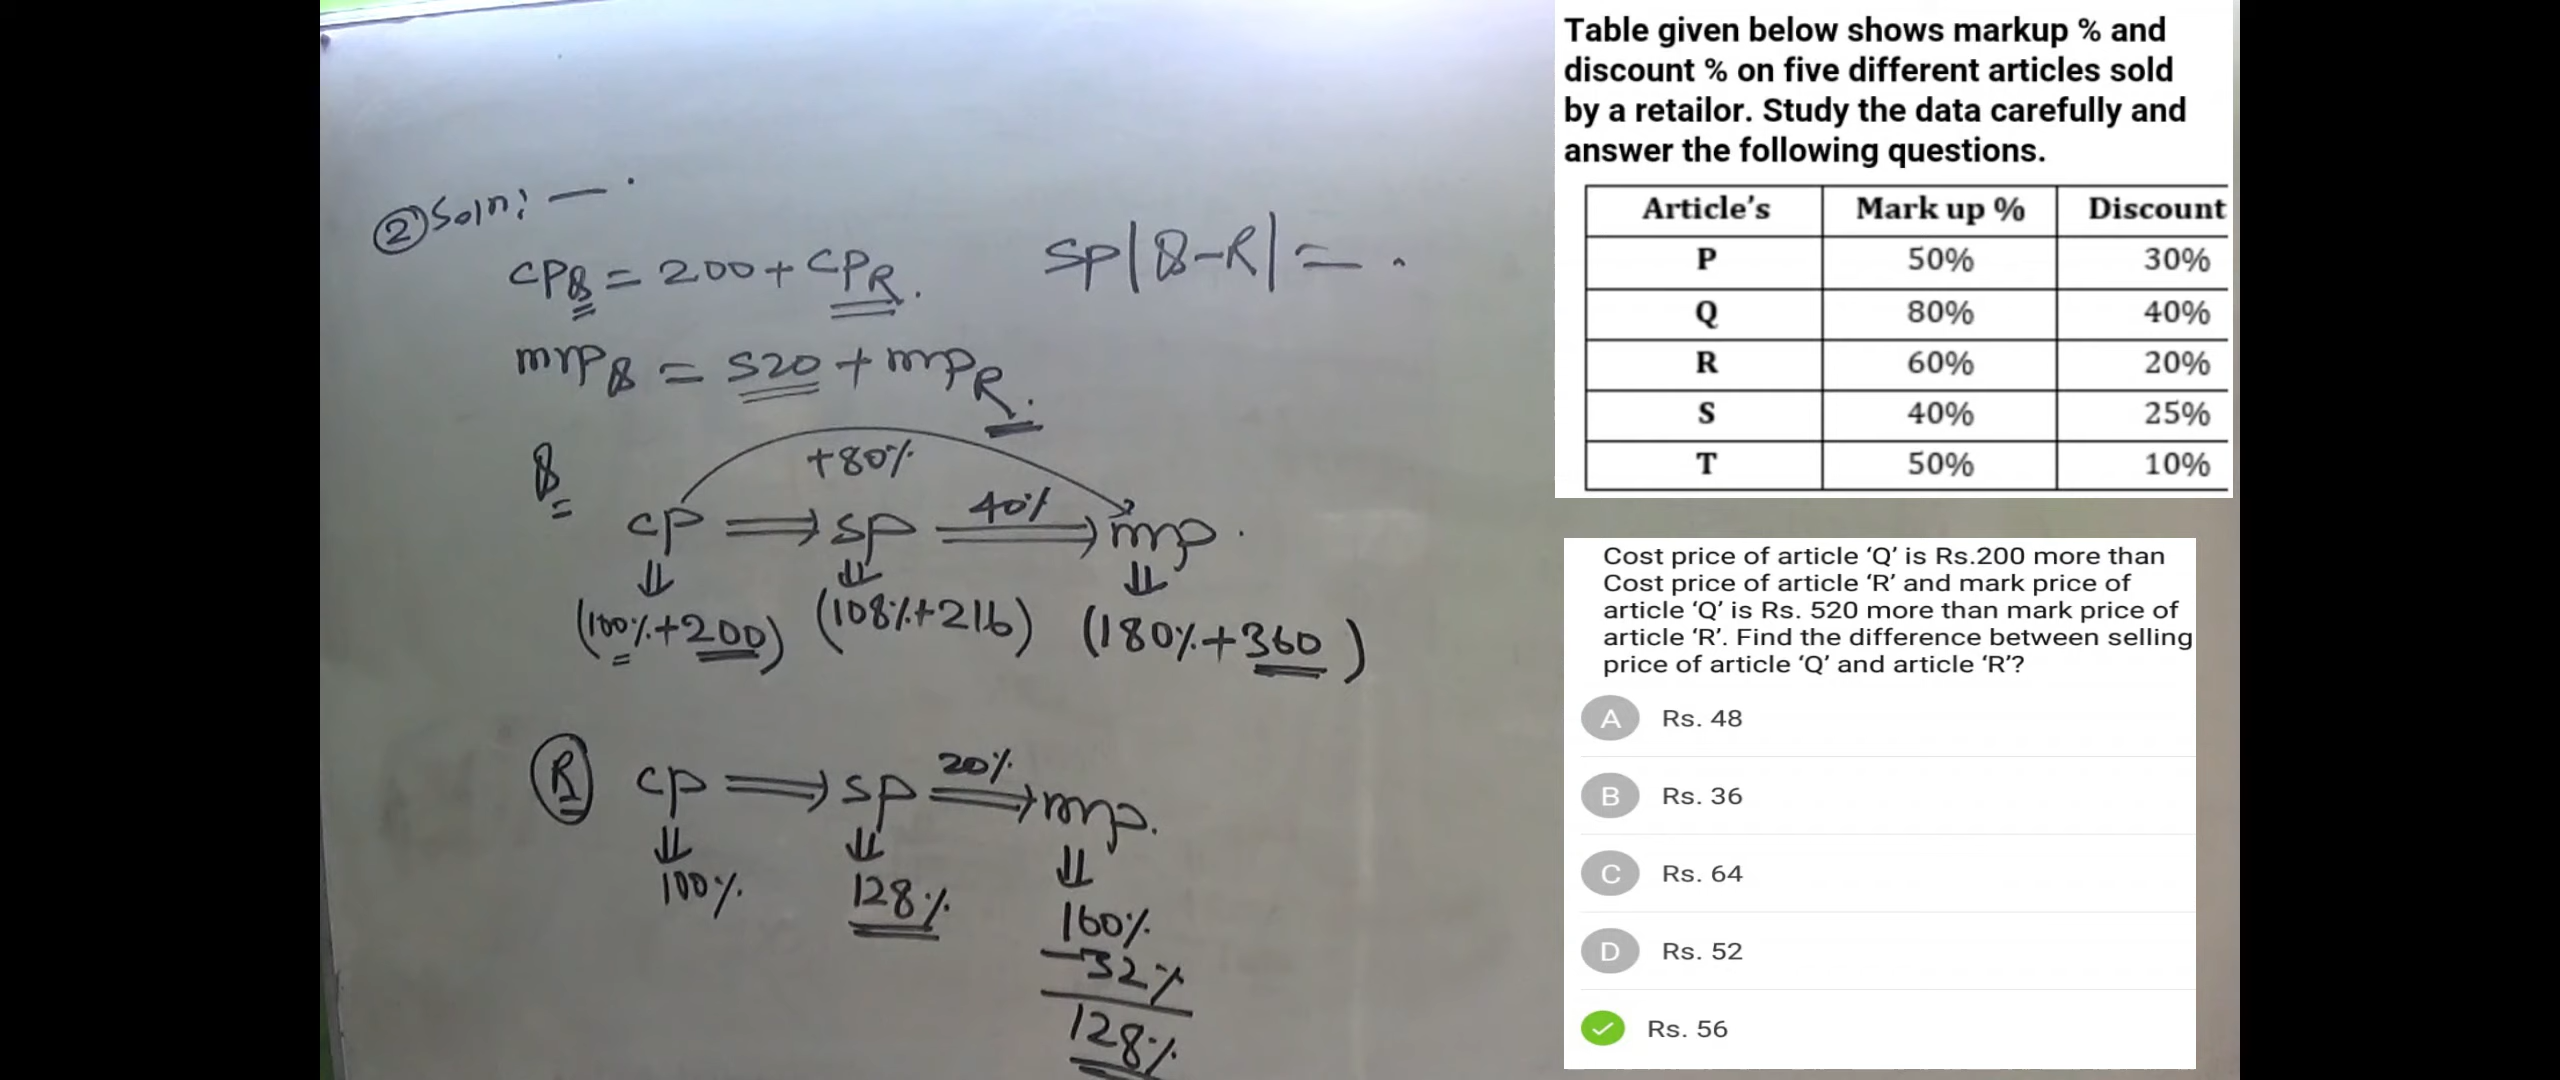 ② Soln: — .
CPQ = 200 + CPR.
SP|Q-R| = .
mpQ = 520 + mpR.
Q
+80%
CP ⟹ SP 40% ⟹ mp.
⇓ ⇓ ⇓
(100%+200) (108%+216) (180%+360)
R CP ⟹ SP 20% ⟹ mp.
⇓ ⇓ ⇓
100% 128% 160%
-32%
128%
Table given below shows markup % and
discount % on five different articles sold
by a retailor. Study the data carefully and
answer the following questions.
Article's Mark up % Discount
P 50% 30%
Q 80% 40%
R 60% 20%
S 40% 25%
T 50% 10%
Cost price of article ‘Q’ is Rs.200 more than
Cost price of article ‘R’ and mark price of
article ‘Q’ is Rs. 520 more than mark price of
article ‘R’. Find the difference between selling
price of article ‘Q’ and article ‘R’?
A Rs. 48
B Rs. 36
C Rs. 64
D Rs. 52
Rs. 56